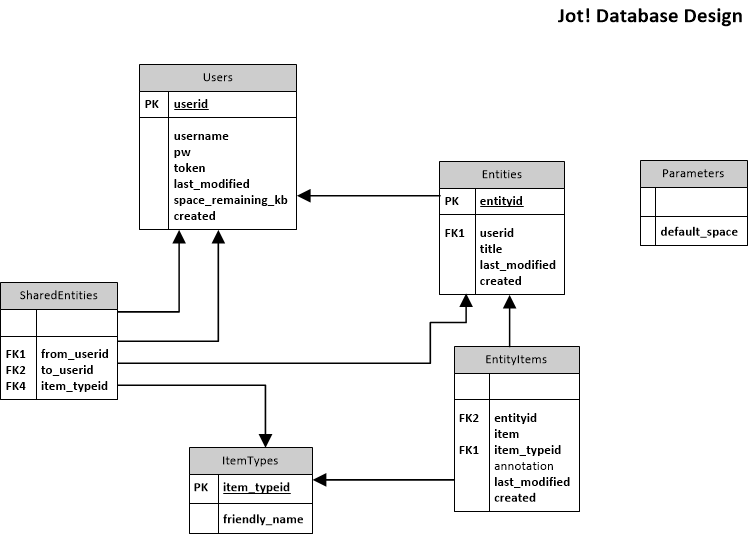 Jot! Database Design
Users
PK userid
username
pw
token
last_modified
space_remaining_kb
created
Entities
PK entityid
FK1 userid
title
last_modified
created
Parameters
default_space
SharedEntities
FK1 from_userid
FK2 to_userid
FK4 item_typeid
EntityItems
FK2 entityid
item
FK1 item_typeid
annotation
last_modified
created
ItemTypes
PK item_typeid
friendly_name